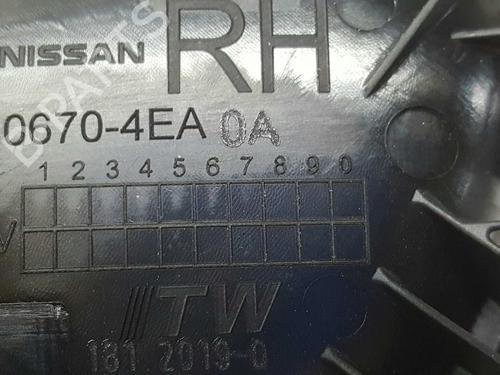 NISSAN RH
0670-4EA 0A
1 2 3 4 5 6 7 8 9 0
TW
181 2019-0